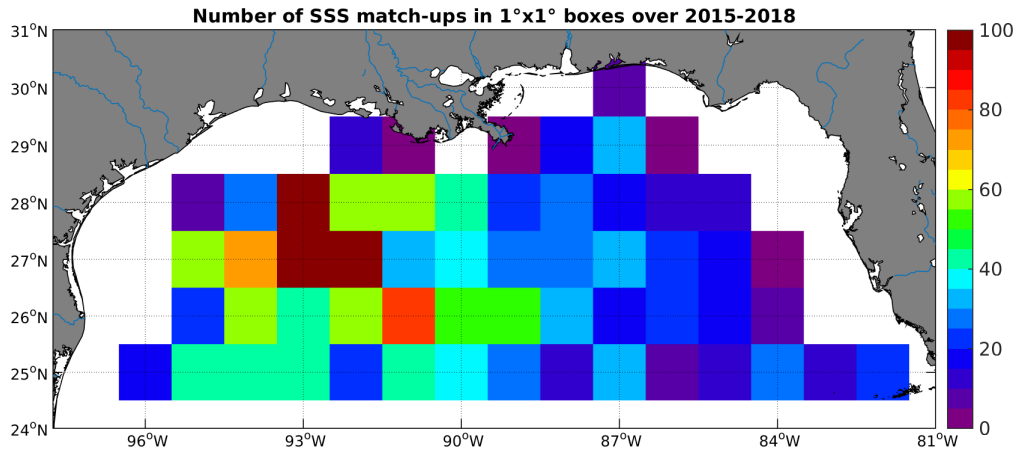 Number of SSS match-ups in 1°x1° boxes over 2015-2018
31°N
30°N
29°N
28°N
27°N
26°N
25°N
24°N
96°W
93°W
90°W
87°W
84°W
81°W
100
80
60
40
20
0